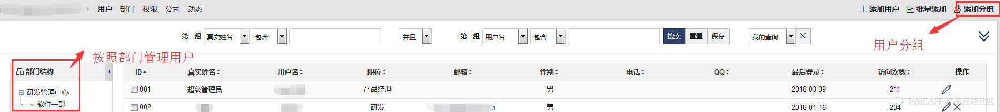 › 用户 部门 权限 公司 动态 添加用户 批量添加 添加分组
第一组 真实姓名 包含 并且 第二组 用户名 包含 搜索 重置 保存 我的查询
用户分组
按照部门管理用户
部门结构 ID 真实姓名 用户名 职位 邮箱 性别 电话 QQ 最后登录 访问次数 操作
研发管理中心 001 超级管理员 产品经理 男 2018-03-09 211
软件一部 002 研发 男 2018-01-16 204
PMCAFF 产品经理社区